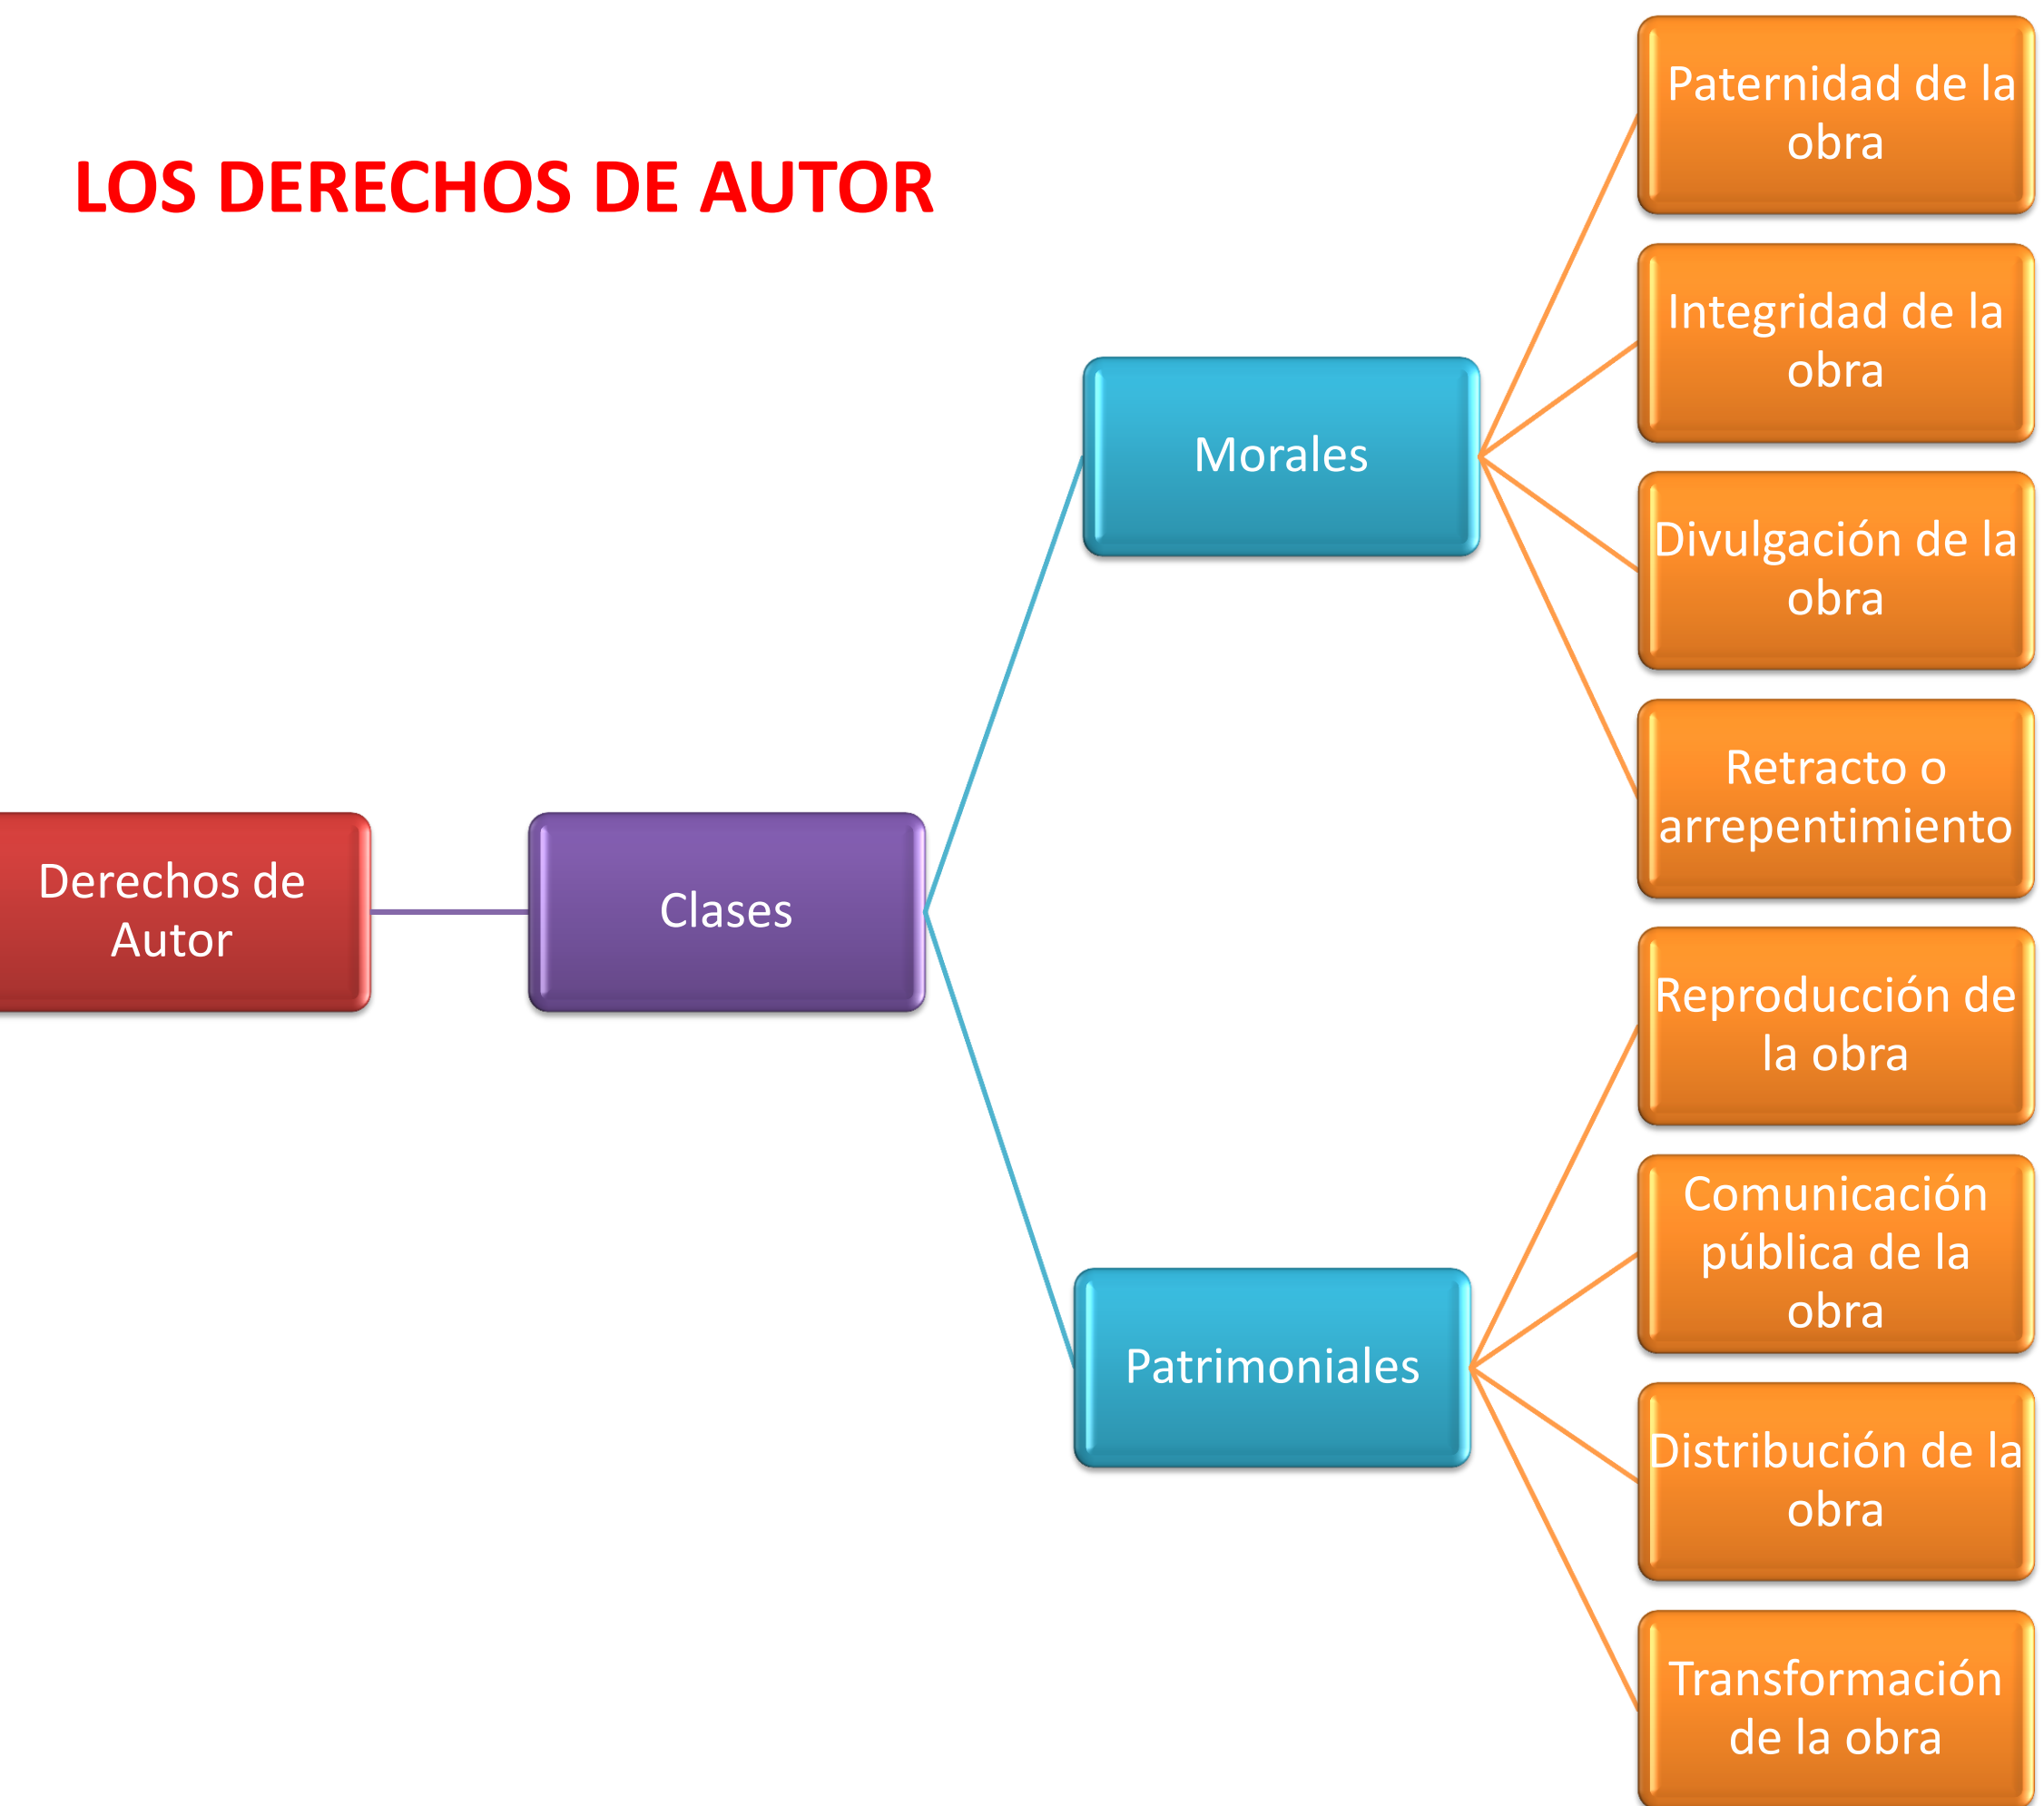 LOS DERECHOS DE AUTOR
Derechos de
Autor
Clases
Morales
Paternidad de la
obra
Integridad de la
obra
Divulgación de la
obra
Retracto o
arrepentimiento
Patrimoniales
Reproducción de
la obra
Comunicación
pública de la
obra
Distribución de la
obra
Transformación
de la obra